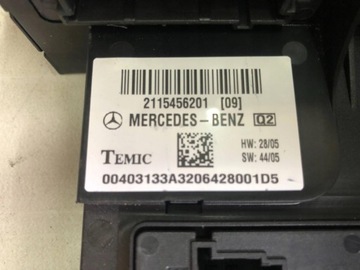 2115456201 [09]
MERCEDES-BENZ Q2
HW: 28/05
TEMIC SW: 44/05
00403133A3206428001D5